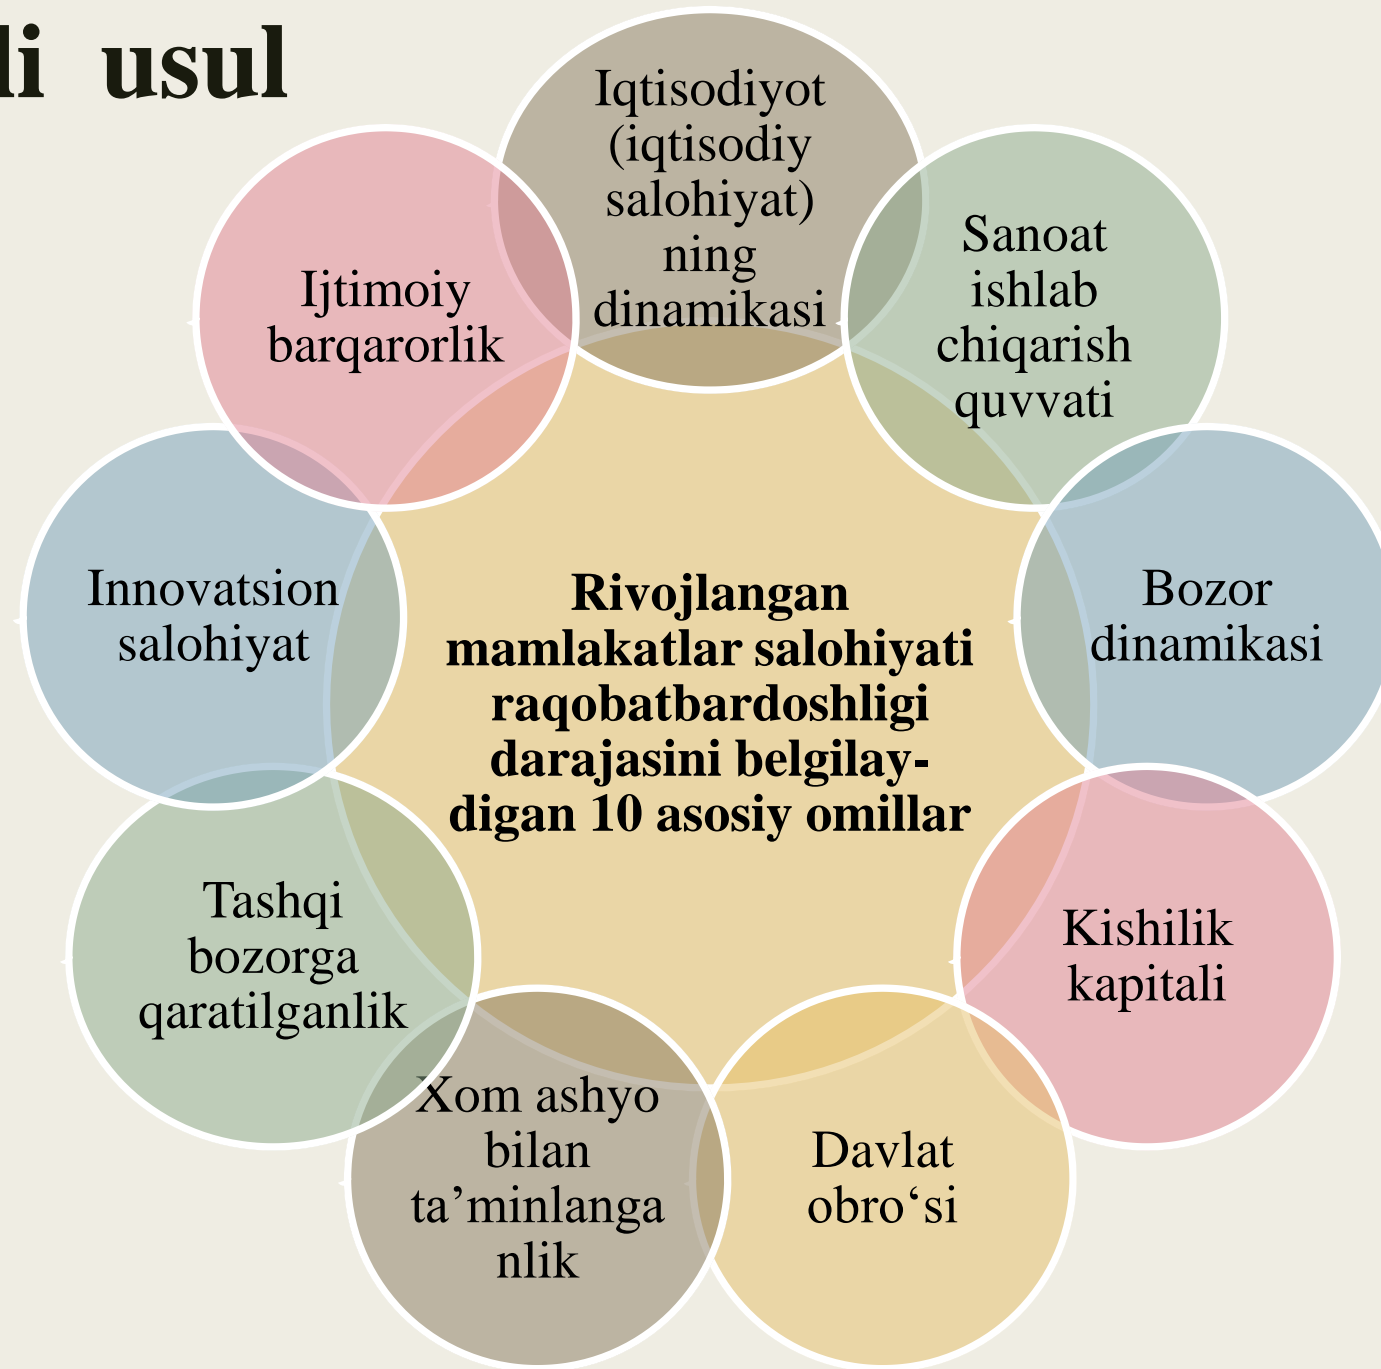 li usul
Iqtisodiyot
(iqtisodiy
salohiyat)
ning
dinamikasi
Sanoat
ishlab
chiqarish
quvvati
Bozor
dinamikasi
Kishilik
kapitali
Davlat
obro‘si
Xom ashyo
bilan
ta’minlanga
nlik
Tashqi
bozorga
qaratilganlik
Innovatsion
salohiyat
Ijtimoiy
barqarorlik
Rivojlangan
mamlakatlar salohiyati
raqobatbardoshligi
darajasini belgilay-
digan 10 asosiy omillar